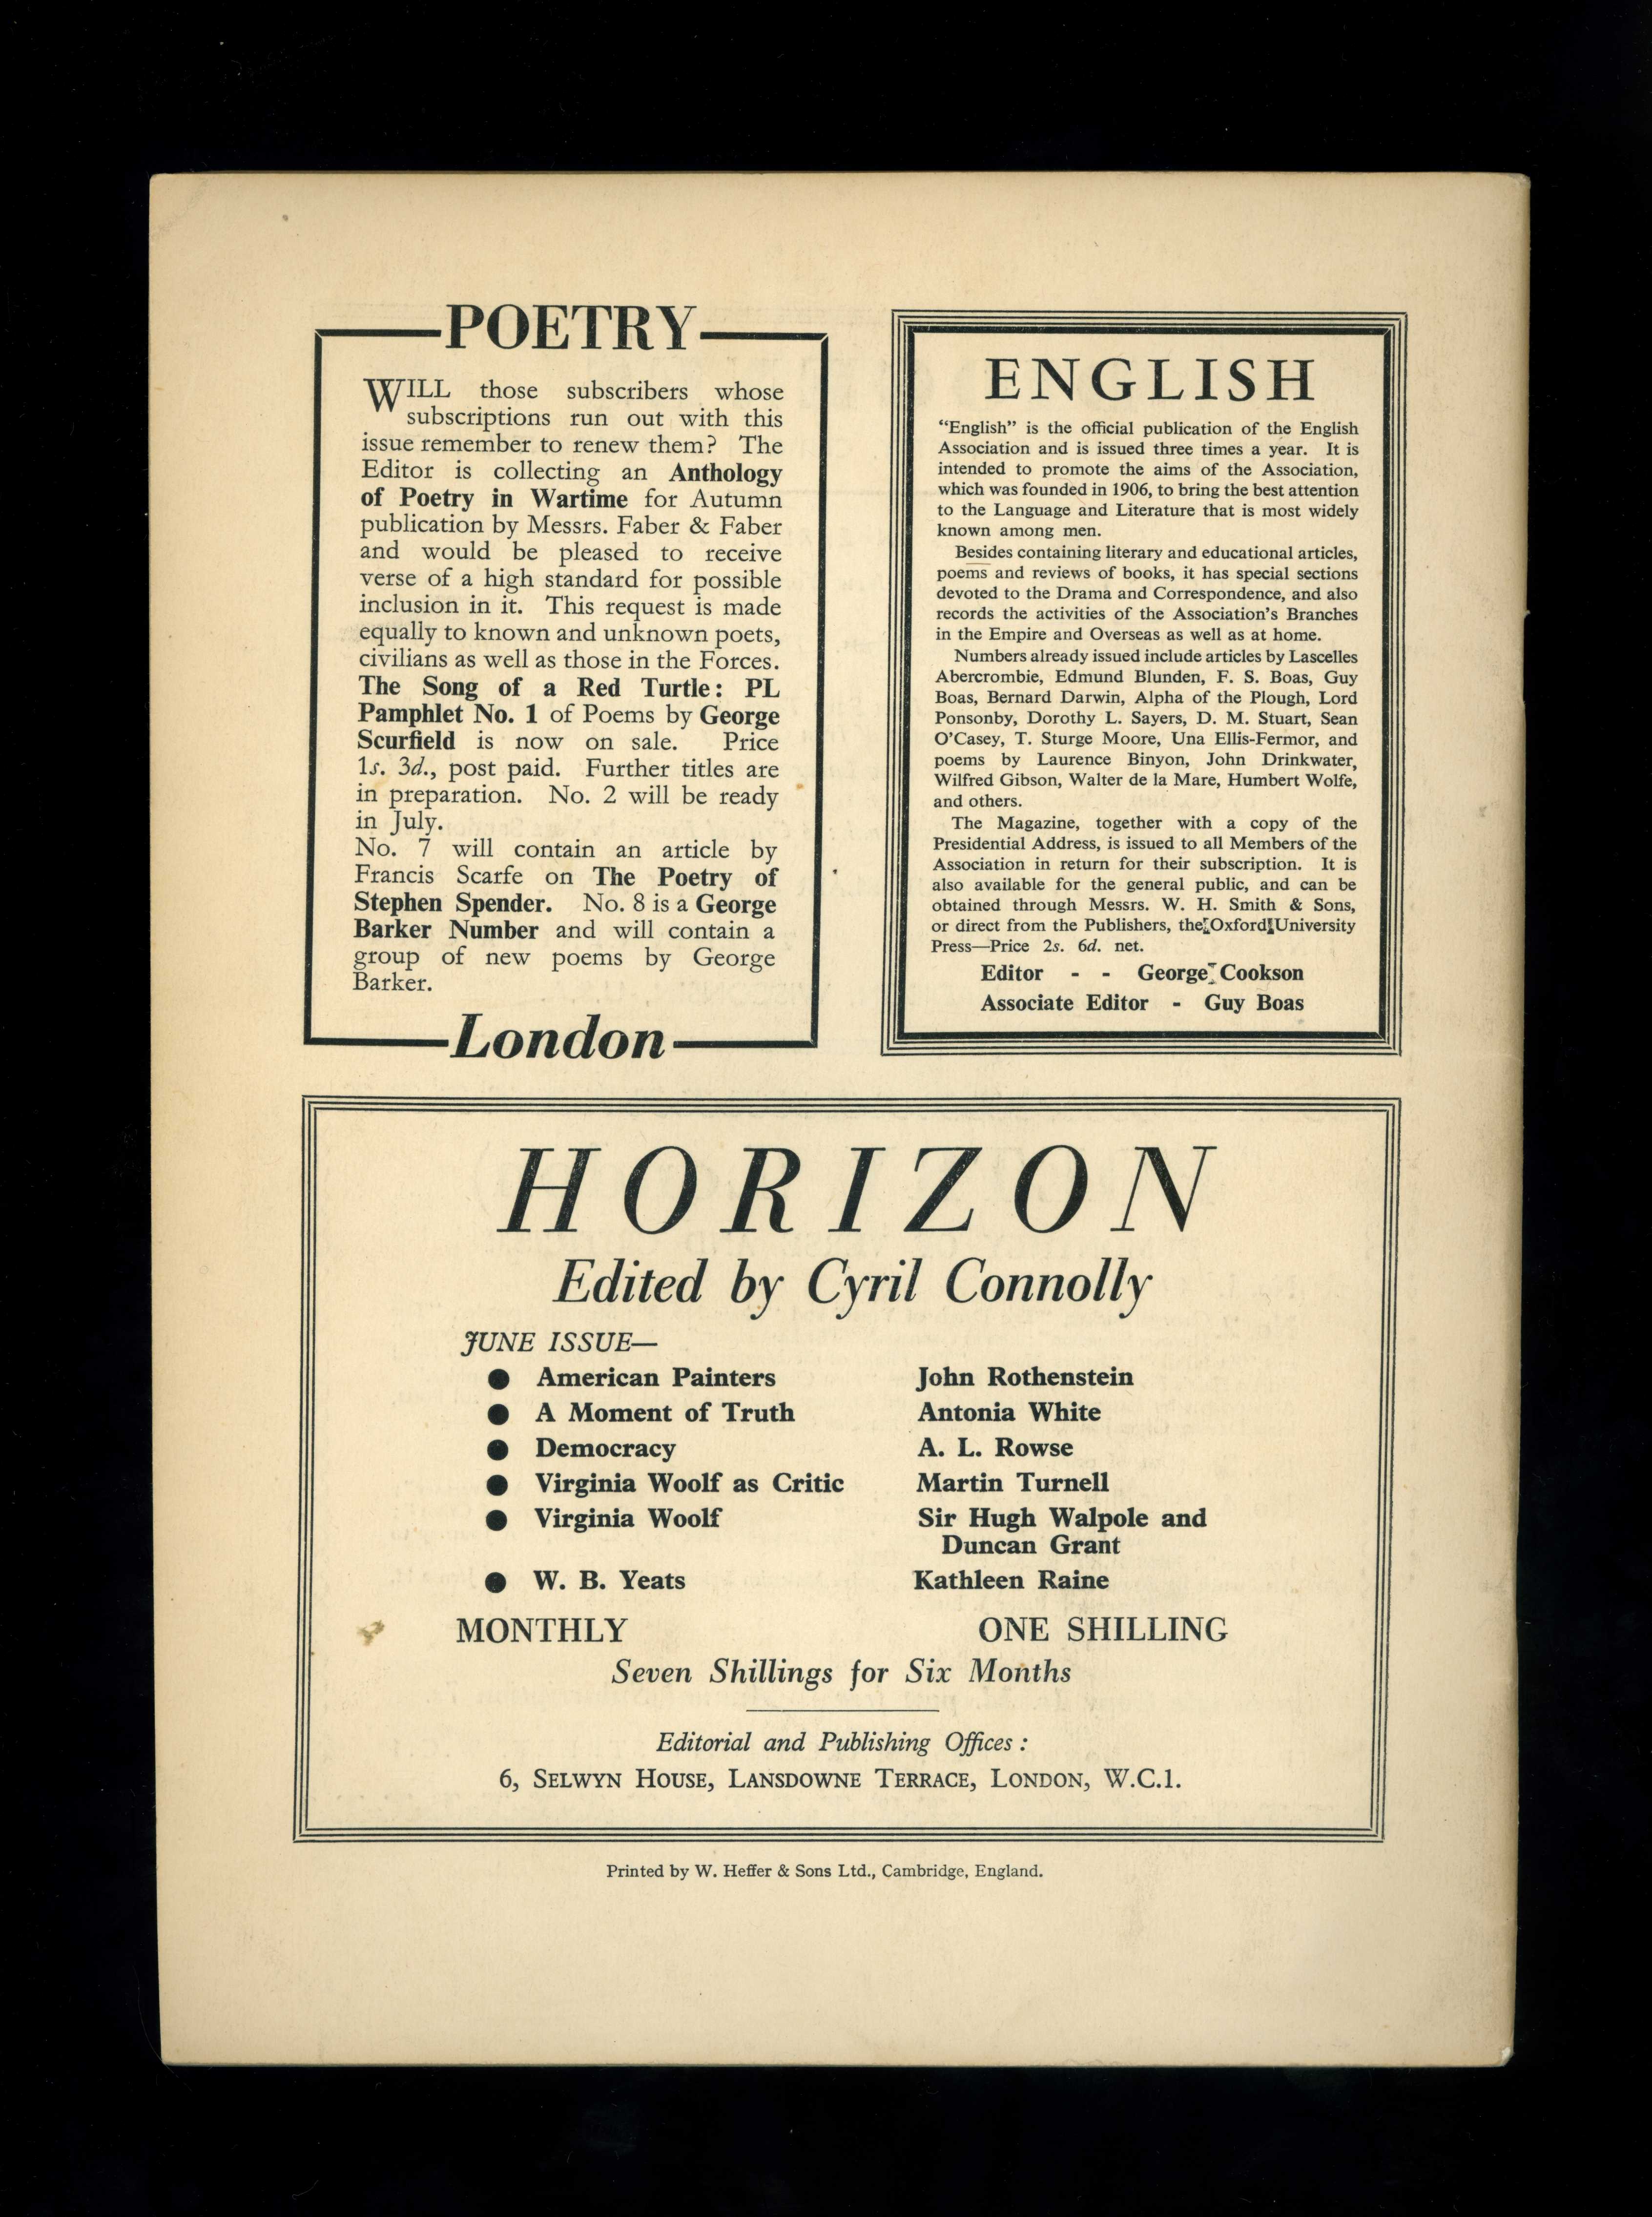 POETRY
WILL those subscribers whose
subscriptions run out with this
issue remember to renew them? The
Editor is collecting an Anthology
of Poetry in Wartime for Autumn
publication by Messrs. Faber & Faber
and would be pleased to receive
verse of a high standard for possible
inclusion in it. This request is made
equally to known and unknown poets,
civilians as well as those in the Forces.
The Song of a Red Turtle: PL
Pamphlet No. 1 of Poems by George
Scurfield is now on sale. Price
1s. 3d., post paid. Further titles are
in preparation. No. 2 will be ready
in July.
No. 7 will contain an article by
Francis Scarfe on The Poetry of
Stephen Spender. No. 8 is a George
Barker Number and will contain a
group of new poems by George
Barker.
London
ENGLISH
“English” is the official publication of the English
Association and is issued three times a year. It is
intended to promote the aims of the Association,
which was founded in 1906, to bring the best attention
to the Language and Literature that is most widely
known among men.
Besides containing literary and educational articles,
poems and reviews of books, it has special sections
devoted to the Drama and Correspondence, and also
records the activities of the Association’s Branches
in the Empire and Overseas as well as at home.
Numbers already issued include articles by Lascelles
Abercrombie, Edmund Blunden, F. S. Boas, Guy
Boas, Bernard Darwin, Alpha of the Plough, Lord
Ponsonby, Dorothy L. Sayers, D. M. Stuart, Sean
O’Casey, T. Sturge Moore, Una Ellis-Fermor, and
poems by Laurence Binyon, John Drinkwater,
Wilfred Gibson, Walter de la Mare, Humbert Wolfe,
and others.
The Magazine, together with a copy of the
Presidential Address, is issued to all Members of the
Association in return for their subscription. It is
also available for the general public, and can be
obtained through Messrs. W. H. Smith & Sons,
or direct from the Publishers, the Oxford University
Press—Price 2s. 6d. net.
Editor - - George Cookson
Associate Editor - Guy Boas
HORIZON
Edited by Cyril Connolly
JUNE ISSUE—
● American Painters John Rothenstein
● A Moment of Truth Antonia White
● Democracy A. L. Rowse
● Virginia Woolf as Critic Martin Turnell
● Virginia Woolf Sir Hugh Walpole and
Duncan Grant
● W. B. Yeats Kathleen Raine
MONTHLY ONE SHILLING
Seven Shillings for Six Months
Editorial and Publishing Offices :
6, SELWYN HOUSE, LANSDOWNE TERRACE, LONDON, W.C.1.
Printed by W. Heffer & Sons Ltd., Cambridge, England.